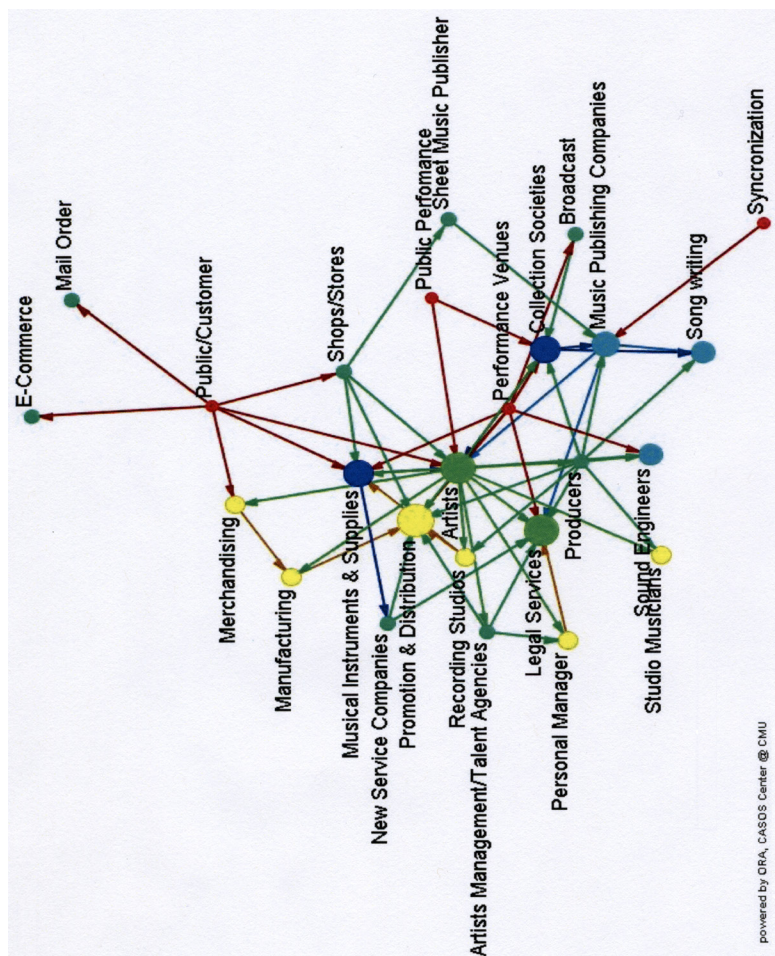 E-Commerce
Mail Order
Public/Customer
Shops/Stores
Public Perfomance
Sheet Music Publisher
Performance Venues
Collection Societies
Broadcast
Music Publishing Companies
Song writing
Syncronization
Merchandising
Manufacturing
Musical Instruments & Supplies
New Service Companies
Promotion & Distribution
Artists
Recording Studios
Artists Management/Talent Agencies
Legal Services
Producers
Personal Manager
Sound Engineers
Studio Musicians
powered by ORA, CASOS Center @ CMU